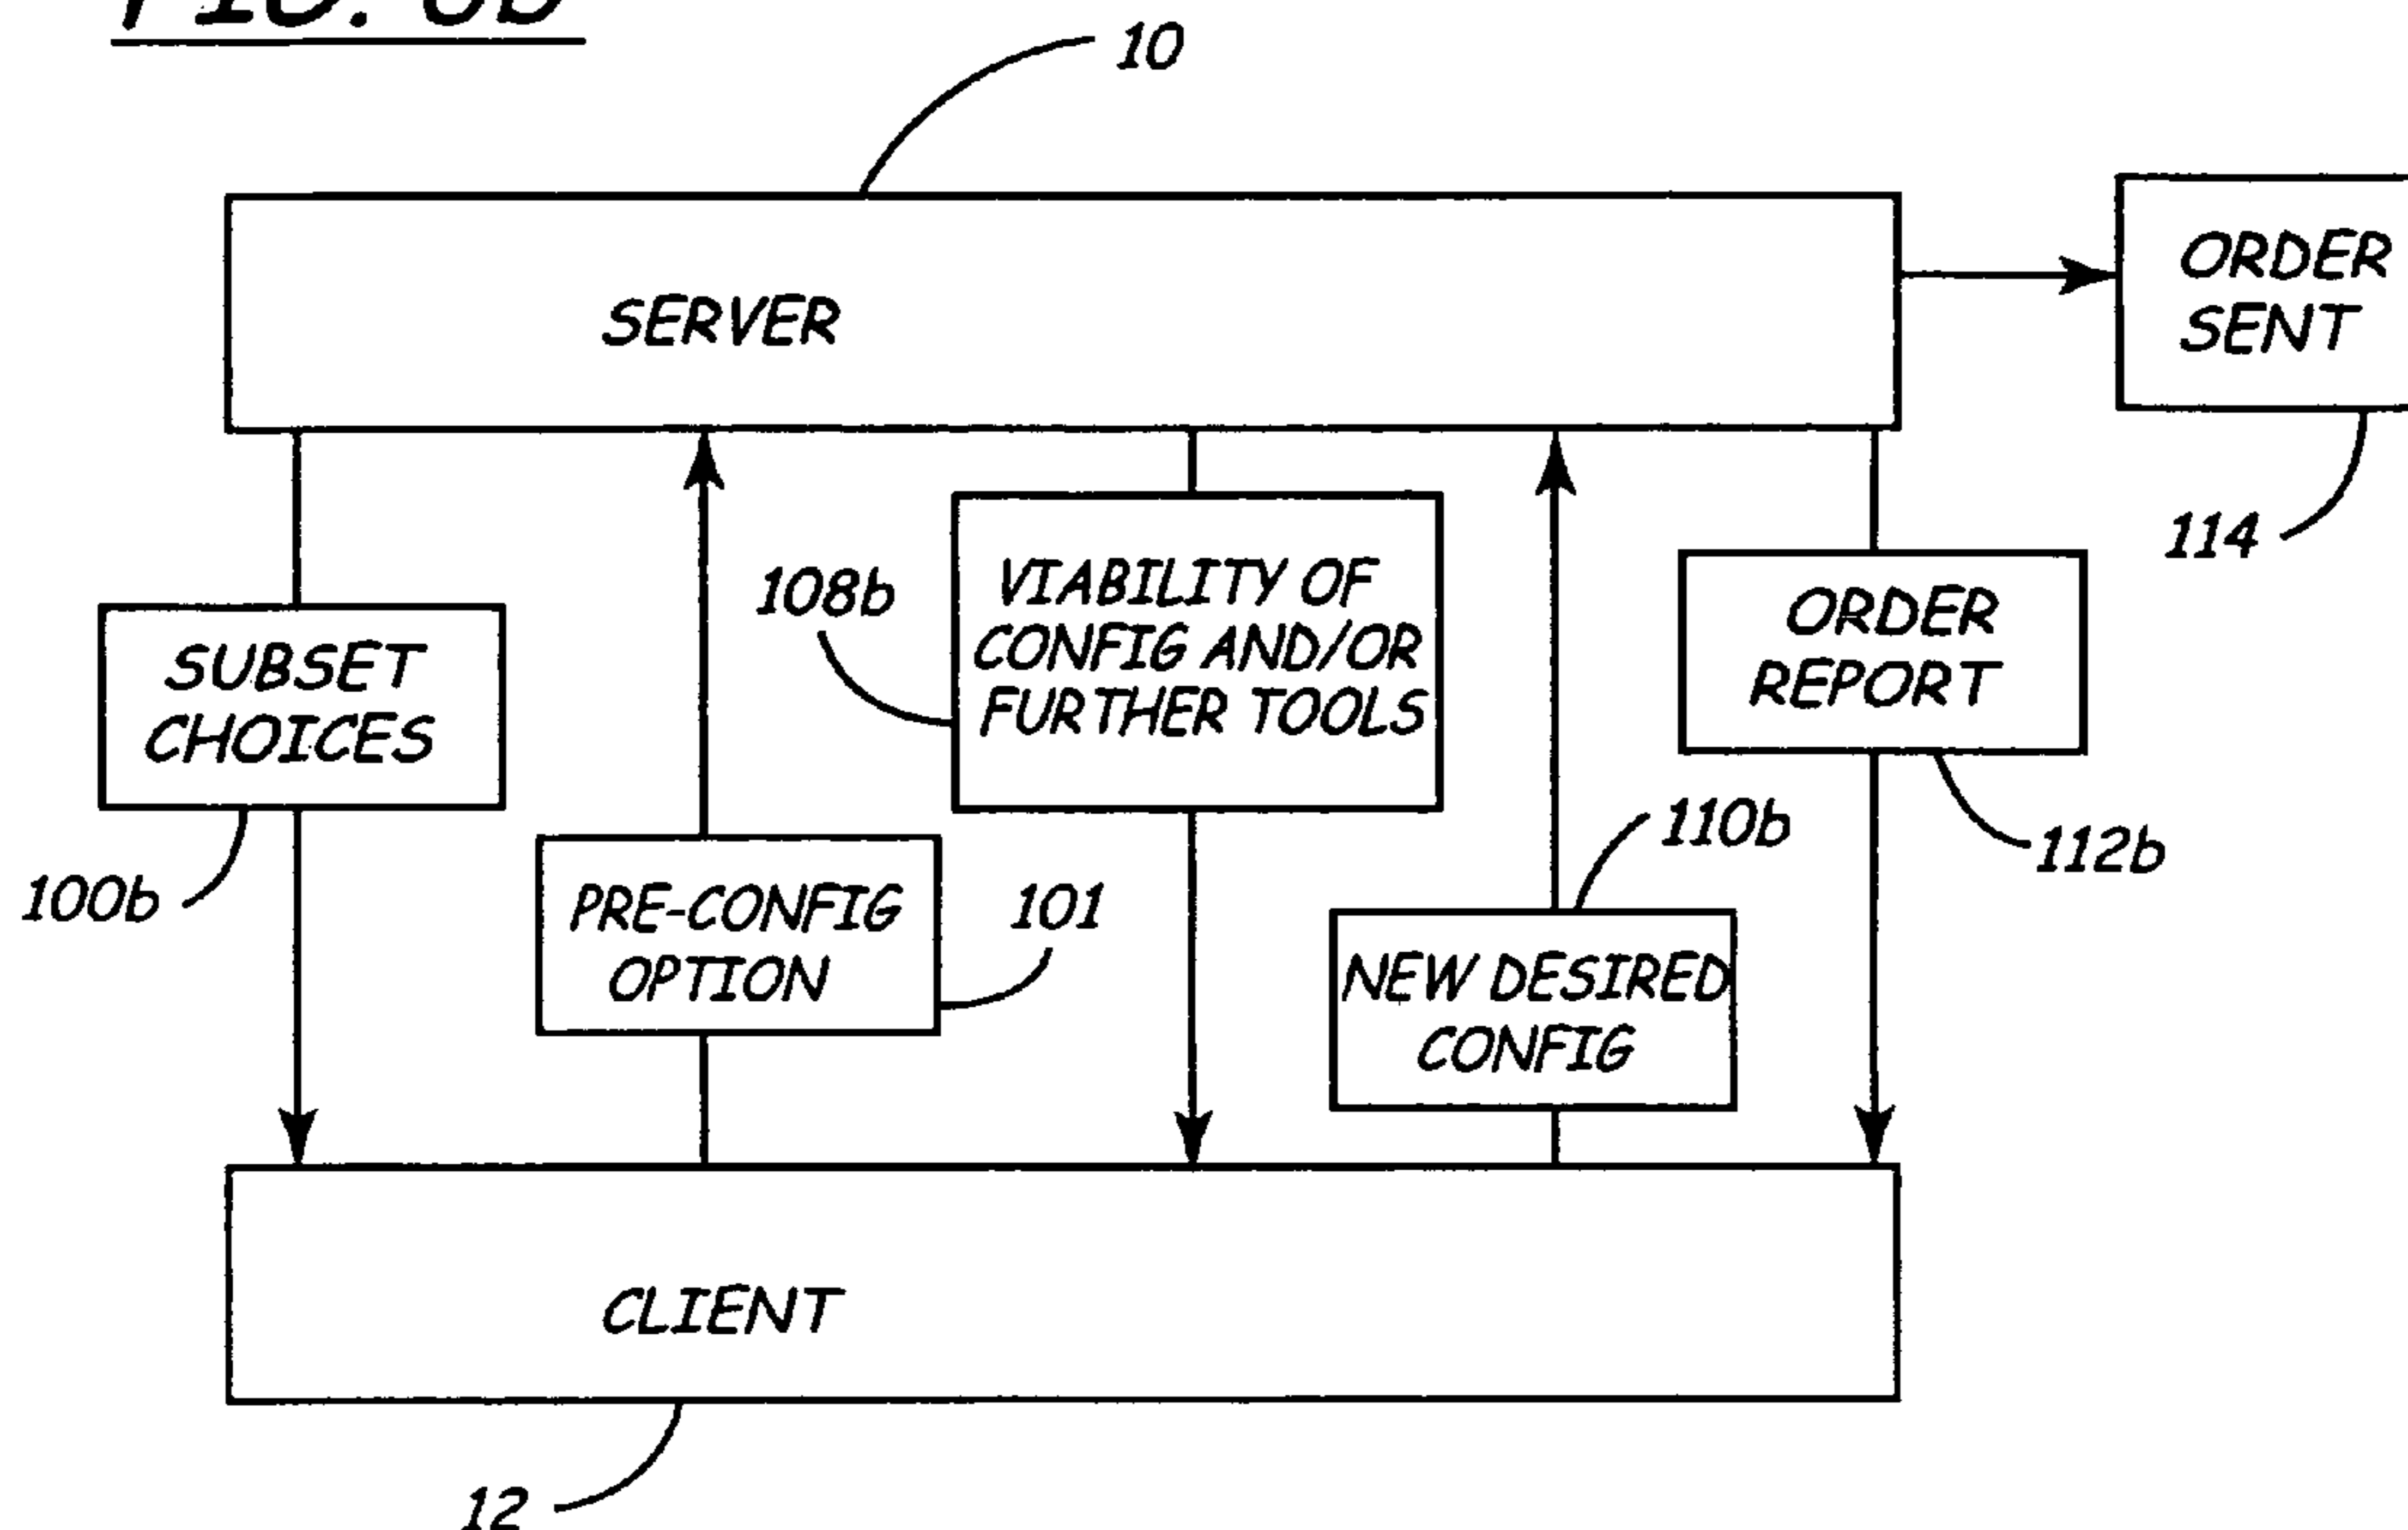 10
SERVER
ORDER
SENT
114
SUBSET
CHOICES
100b
PRE-CONFIG
OPTION
101
108b
VIABILITY OF
CONFIG AND/OR
FURTHER TOOLS
NEW DESIRED
CONFIG
110b
ORDER
REPORT
112b
CLIENT
12